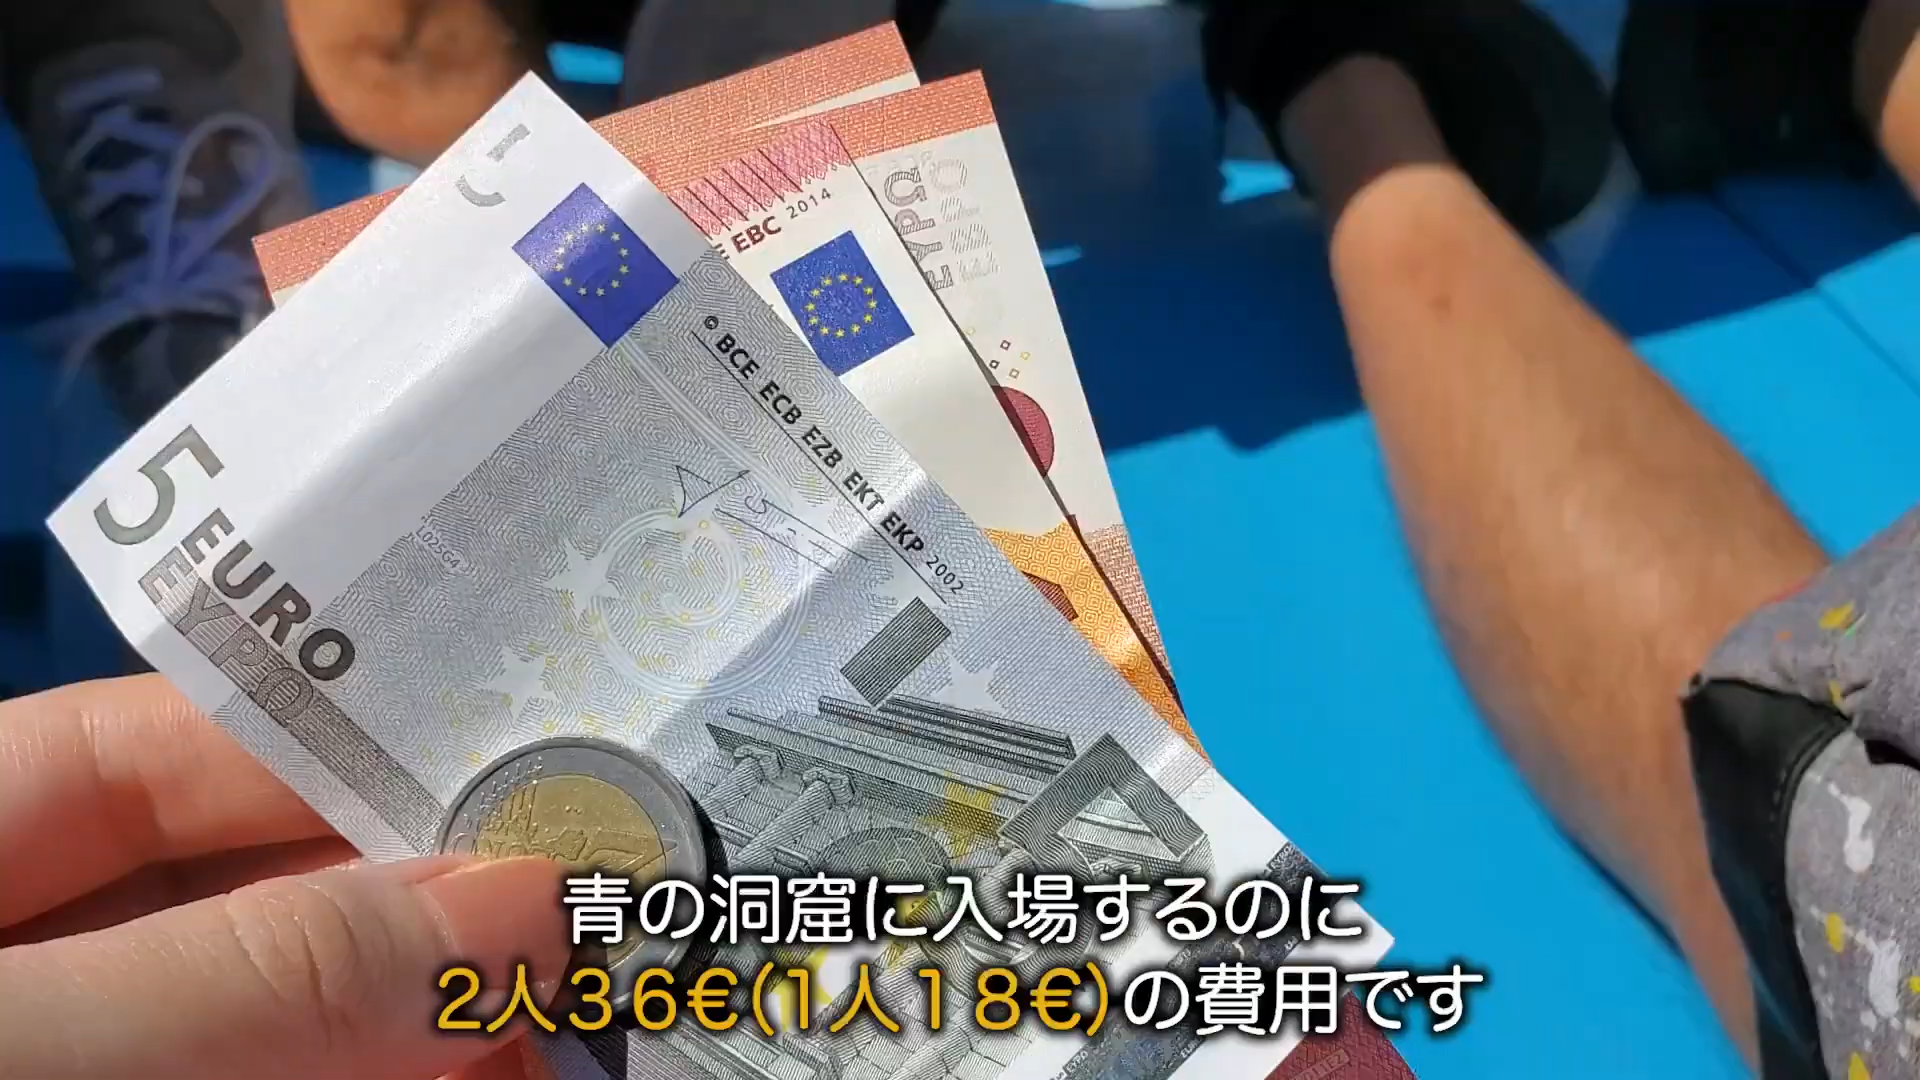 5
EBC 2014
ΕΥΡΩ
© BCE ECB EZB EKT EKP 2002
5 EURO
ΕΥΡΩ
青の洞窟に入場するのに
2人36€(1人18€)の費用です